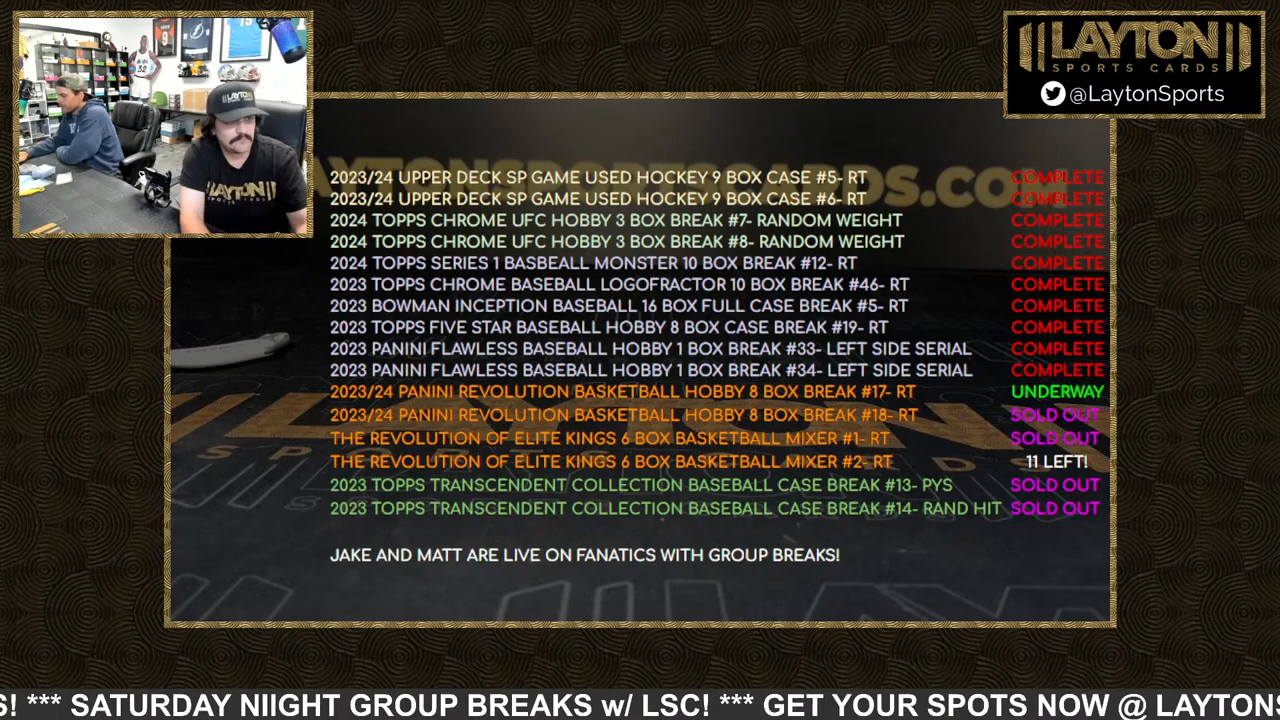 LAYTON
SPORTS CARDS
@LaytonSports
LAYTONSPORTSCARDS.COM
2023/24 UPPER DECK SP GAME USED HOCKEY 9 BOX CASE #5- RT COMPLETE
2023/24 UPPER DECK SP GAME USED HOCKEY 9 BOX CASE #6- RT COMPLETE
2024 TOPPS CHROME UFC HOBBY 3 BOX BREAK #7- RANDOM WEIGHT COMPLETE
2024 TOPPS CHROME UFC HOBBY 3 BOX BREAK #8- RANDOM WEIGHT COMPLETE
2024 TOPPS SERIES 1 BASBEALL MONSTER 10 BOX BREAK #12- RT COMPLETE
2023 TOPPS CHROME BASEBALL LOGOFRACTOR 10 BOX BREAK #46- RT COMPLETE
2023 BOWMAN INCEPTION BASEBALL 16 BOX FULL CASE BREAK #5- RT COMPLETE
2023 TOPPS FIVE STAR BASEBALL HOBBY 8 BOX CASE BREAK #19- RT COMPLETE
2023 PANINI FLAWLESS BASEBALL HOBBY 1 BOX BREAK #33- LEFT SIDE SERIAL COMPLETE
2023 PANINI FLAWLESS BASEBALL HOBBY 1 BOX BREAK #34- LEFT SIDE SERIAL COMPLETE
2023/24 PANINI REVOLUTION BASKETBALL HOBBY 8 BOX BREAK #17- RT UNDERWAY
2023/24 PANINI REVOLUTION BASKETBALL HOBBY 8 BOX BREAK #18- RT SOLD OUT
THE REVOLUTION OF ELITE KINGS 6 BOX BASKETBALL MIXER #1- RT SOLD OUT
THE REVOLUTION OF ELITE KINGS 6 BOX BASKETBALL MIXER #2- RT 11 LEFT!
2023 TOPPS TRANSCENDENT COLLECTION BASEBALL CASE BREAK #13- PYS SOLD OUT
2023 TOPPS TRANSCENDENT COLLECTION BASEBALL CASE BREAK #14- RAND HIT SOLD OUT
JAKE AND MATT ARE LIVE ON FANATICS WITH GROUP BREAKS!
S! *** SATURDAY NIIGHT GROUP BREAKS w/ LSC! *** GET YOUR SPOTS NOW @ LAYTONS